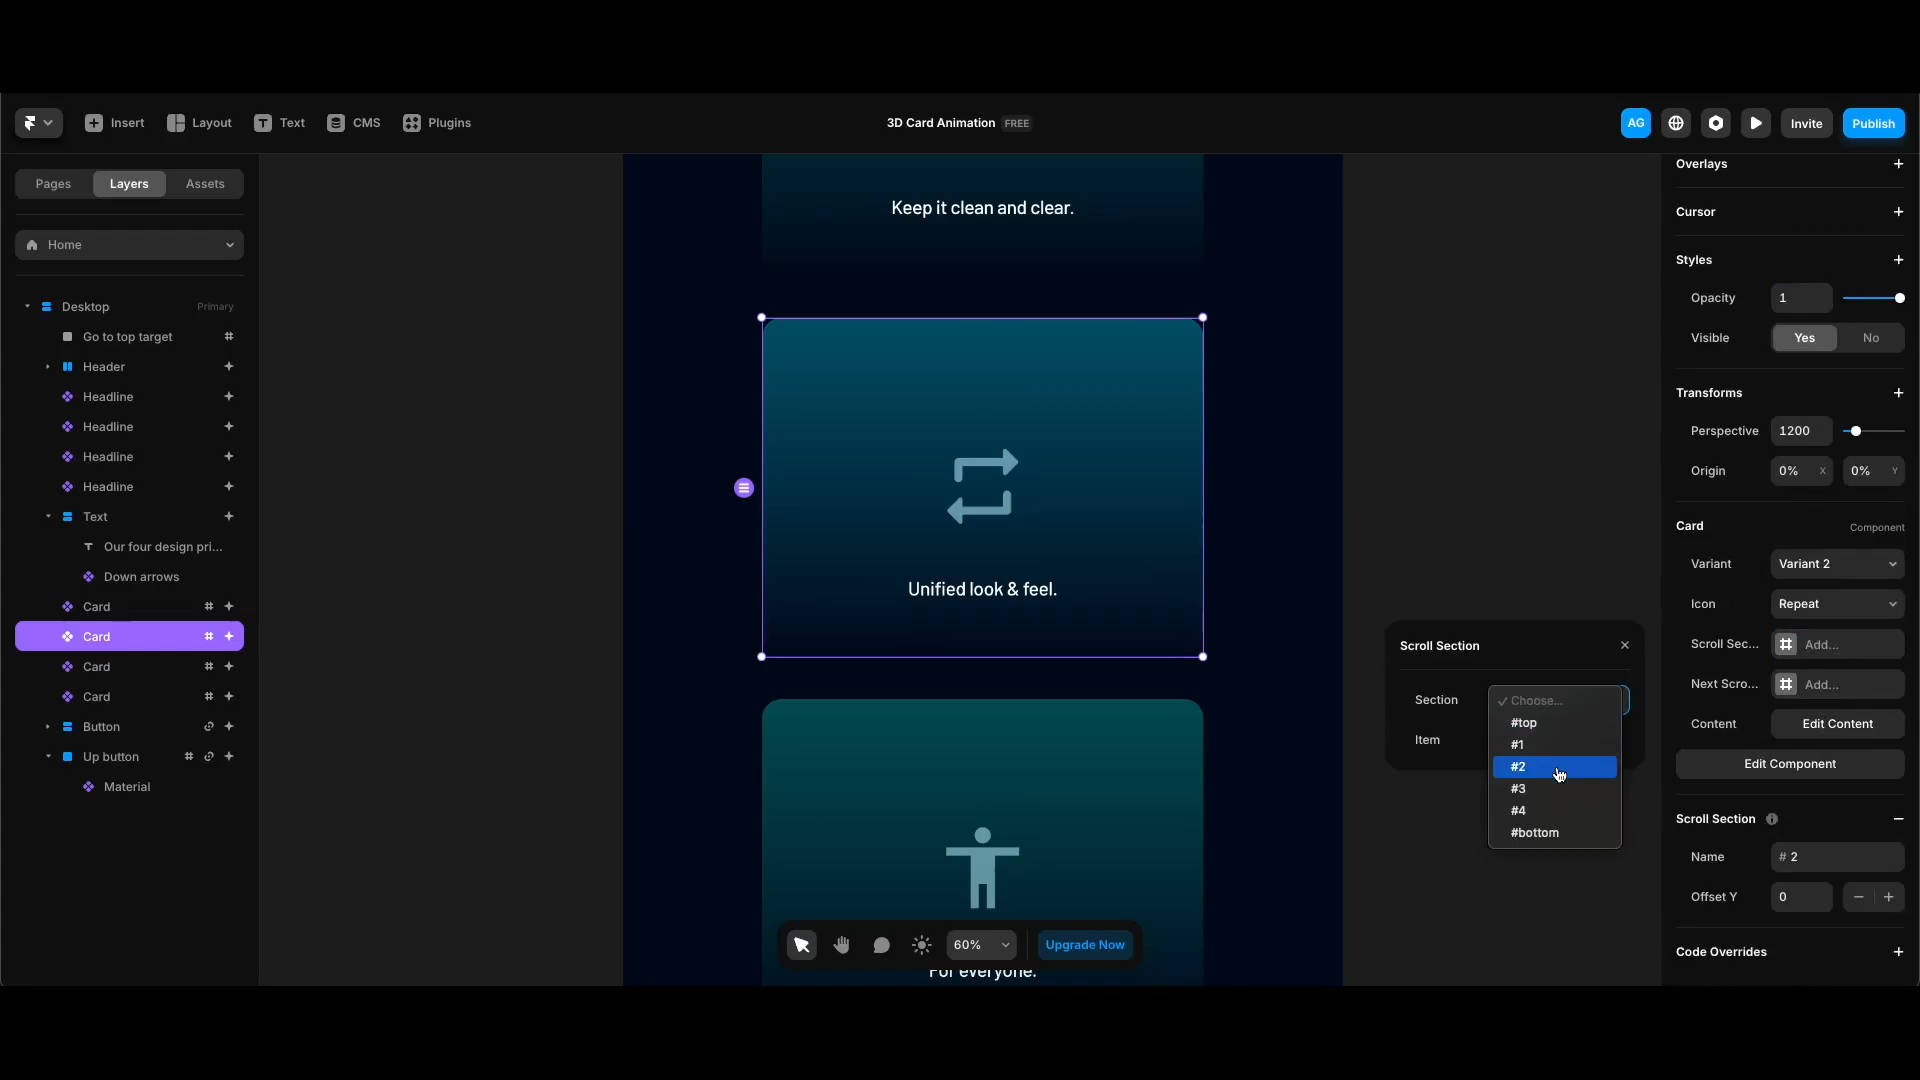 Insert
Layout
Text
CMS
Plugins
3D Card Animation FREE
AG
Invite
Publish
Pages
Layers
Assets
Home
Desktop
Primary
Go to top target
Header
Headline
Headline
Headline
Headline
Text
Our four design pri...
Down arrows
Card
Card
Card
Card
Button
Up button
Material
Keep it clean and clear.
Unified look & feel.
For everyone.
60%
Upgrade Now
Scroll Section
Section
Item
Choose...
#top
#1
#2
#3
#4
#bottom
Overlays
Cursor
Styles
Opacity
1
Visible
Yes
No
Transforms
Perspective
1200
Origin
0% X
0% Y
Card
Component
Variant
Variant 2
Icon
Repeat
Scroll Sec...
Add...
Next Scro...
Add...
Content
Edit Content
Edit Component
Scroll Section
Name
# 2
Offset Y
0
Code Overrides